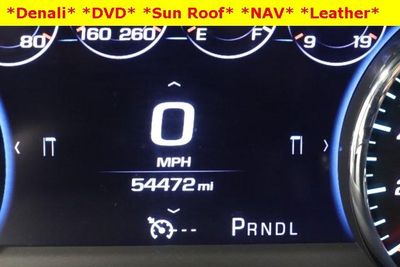 *Denali* *DVD* *Sun Roof* *NAV* *Leather*
80 160 260 E F 9 19
0
MPH
54472 mi
PRNDL